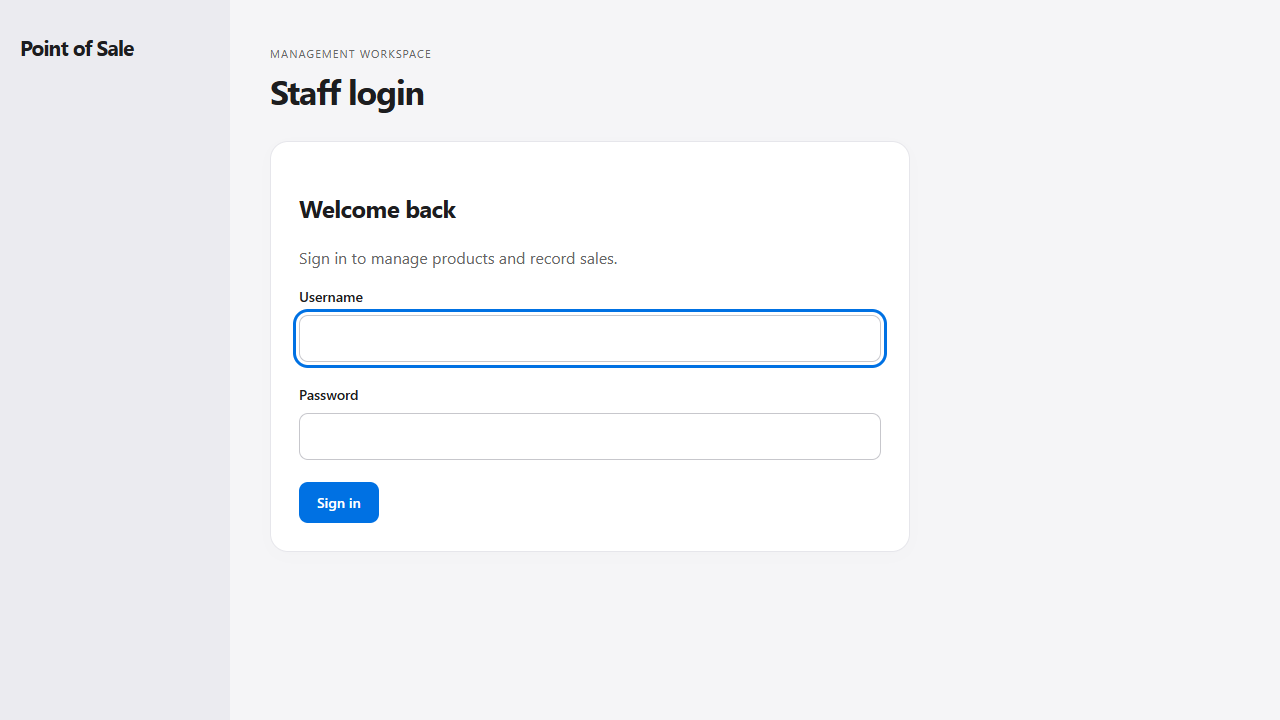 Point of Sale
MANAGEMENT WORKSPACE
Staff login
Welcome back
Sign in to manage products and record sales.
Username
Password
Sign in